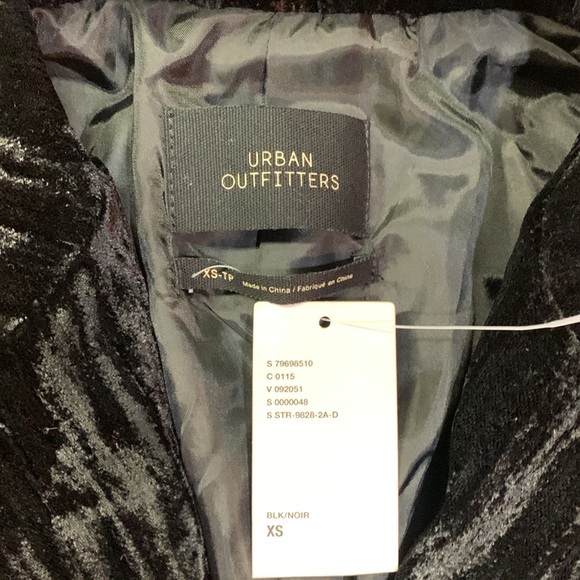 URBAN
OUTFITTERS
XS-TP
Made in China / Fabriqué en Chine
S 79698510
C 0115
V 092051
S 0000048
S STR-9828-2A-D
BLK/NOIR
XS